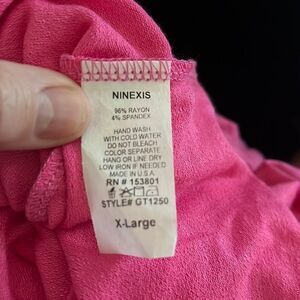 NINEXIS
96% RAYON
4% SPANDEX
HAND WASH
WITH COLD WATER
DO NOT BLEACH
COLOR SEPARATE
HANG OR LINE DRY
LOW IRON IF NEEDED
MADE IN U.S.A.
RN # 153801
STYLE# GT1250
X-Large